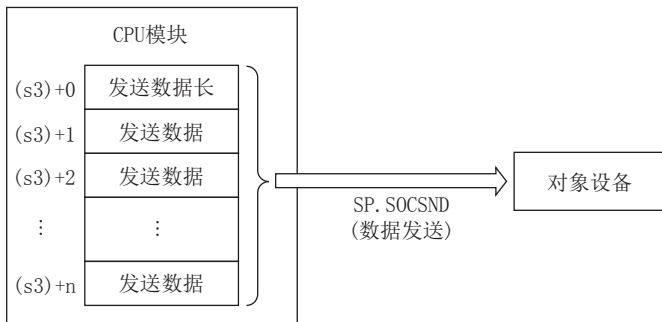 CPU模块
(s3)+0 发送数据长
(s3)+1 发送数据
(s3)+2 发送数据
⋮ ⋮
(s3)+n 发送数据
SP.SOCSND
(数据发送)
对象设备